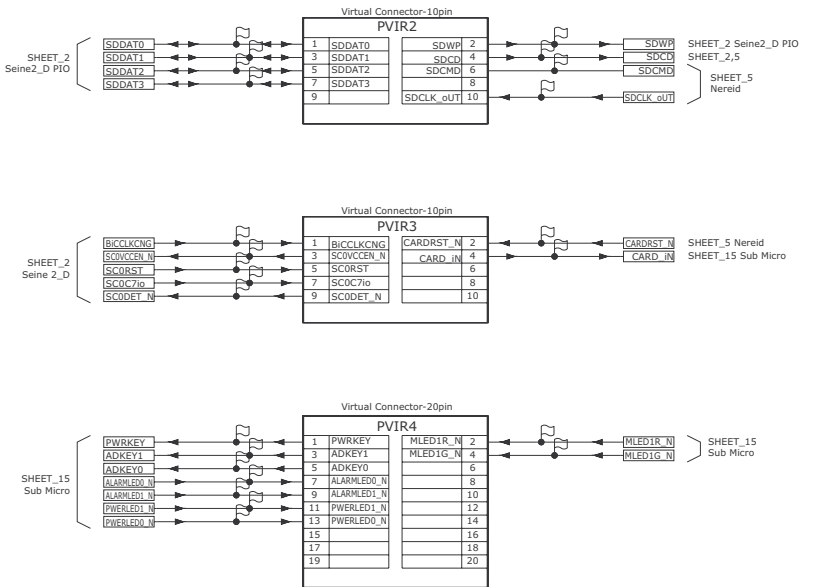 Virtual Connector-10pin
PVIR2
SDDAT0 1 SDDAT0 SDWP 2 SDWP SHEET_2 Seine2_D PIO
SHEET_2
Seine2_D PIO
SDDAT1 3 SDDAT1 SDCD 4 SDCD SHEET_2,5
SDDAT2 5 SDDAT2 SDCMD 6 SDCMD
SDDAT3 7 SDDAT3 8
SHEET_5
Nereid
9 SDCLK_oUT 10 SDCLK_oUT
Virtual Connector-10pin
PVIR3
BiCCLKCNG 1 BiCCLKCNG CARDRST_N 2 CARDRST_N SHEET_5 Nereid
SC0VCCEN_N 3 SC0VCCEN_N CARD_iN 4 CARD_iN SHEET_15 Sub Micro
SHEET_2
Seine 2_D
SC0RST 5 SC0RST 6
SC0C7io 7 SC0C7io 8
SC0DET_N 9 SC0DET_N 10
Virtual Connector-20pin
PVIR4
PWRKEY 1 PWRKEY MLED1R_N 2 MLED1R_N
ADKEY1 3 ADKEY1 MLED1G_N 4 MLED1G_N
SHEET_15
Sub Micro
ADKEY0 5 ADKEY0 6
SHEET_15
Sub Micro
ALARMLED0_N 7 ALARMLED0_N 8
ALARMLED1_N 9 ALARMLED1_N 10
PWERLED1_N 11 PWERLED1_N 12
PWERLED0_N 13 PWERLED0_N 14
15 16
17 18
19 20